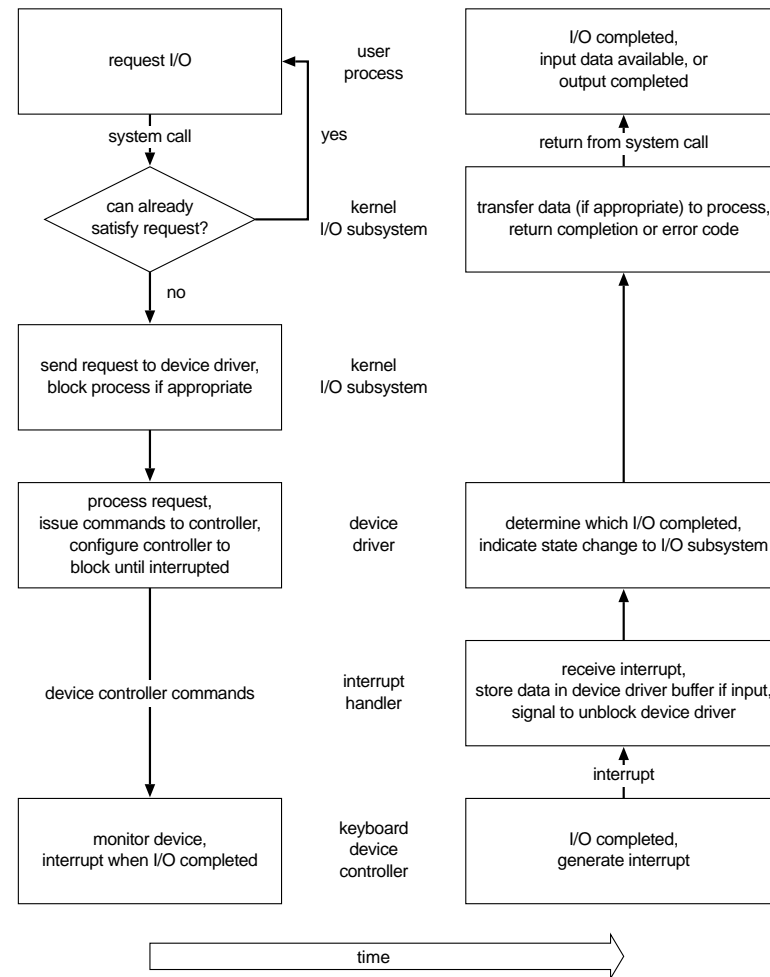 request I/O
user
process
I/O completed,
input data available, or
output completed
system call
yes
return from system call
can already
satisfy request?
kernel
I/O subsystem
transfer data (if appropriate) to process,
return completion or error code
no
send request to device driver,
block process if appropriate
kernel
I/O subsystem
process request,
issue commands to controller,
configure controller to
block until interrupted
device
driver
determine which I/O completed,
indicate state change to I/O subsystem
device controller commands
interrupt
handler
receive interrupt,
store data in device driver buffer if input,
signal to unblock device driver
interrupt
monitor device,
interrupt when I/O completed
keyboard
device
controller
I/O completed,
generate interrupt
time